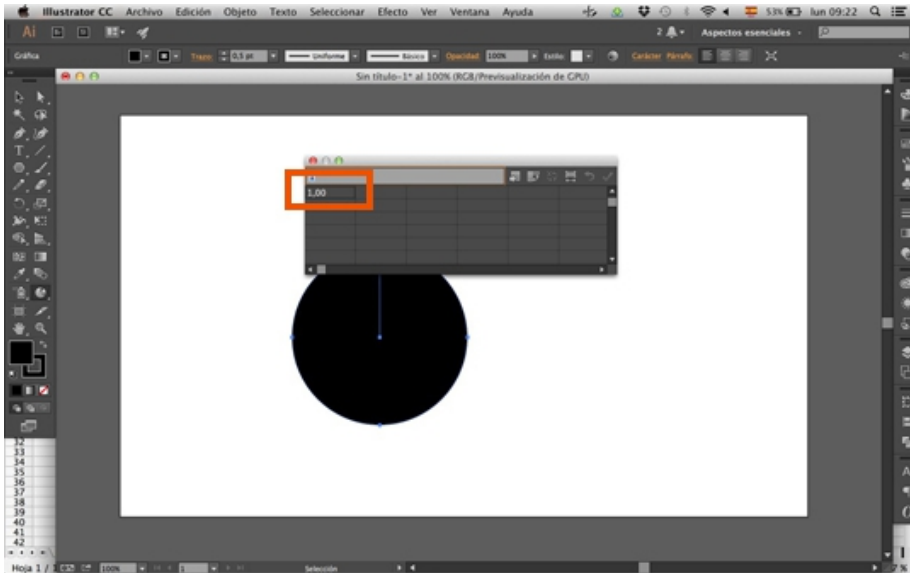 Illustrator CC Archivo Edición Objeto Texto Seleccionar Efecto Ver Ventana Ayuda 53% lun 09:22
Ai 2 Aspectos esenciales
Gráfica Trazo: 0,5 pt Uniforme Básico Opacidad: 100% Estilo: Carácter Párrafo:
Sin título-1* al 100% (RGB/Previsualización de GPU)
1,00
32
33
34
35
36
37
38
39
40
41
42
Hoja 1 / 100% 1 Selección